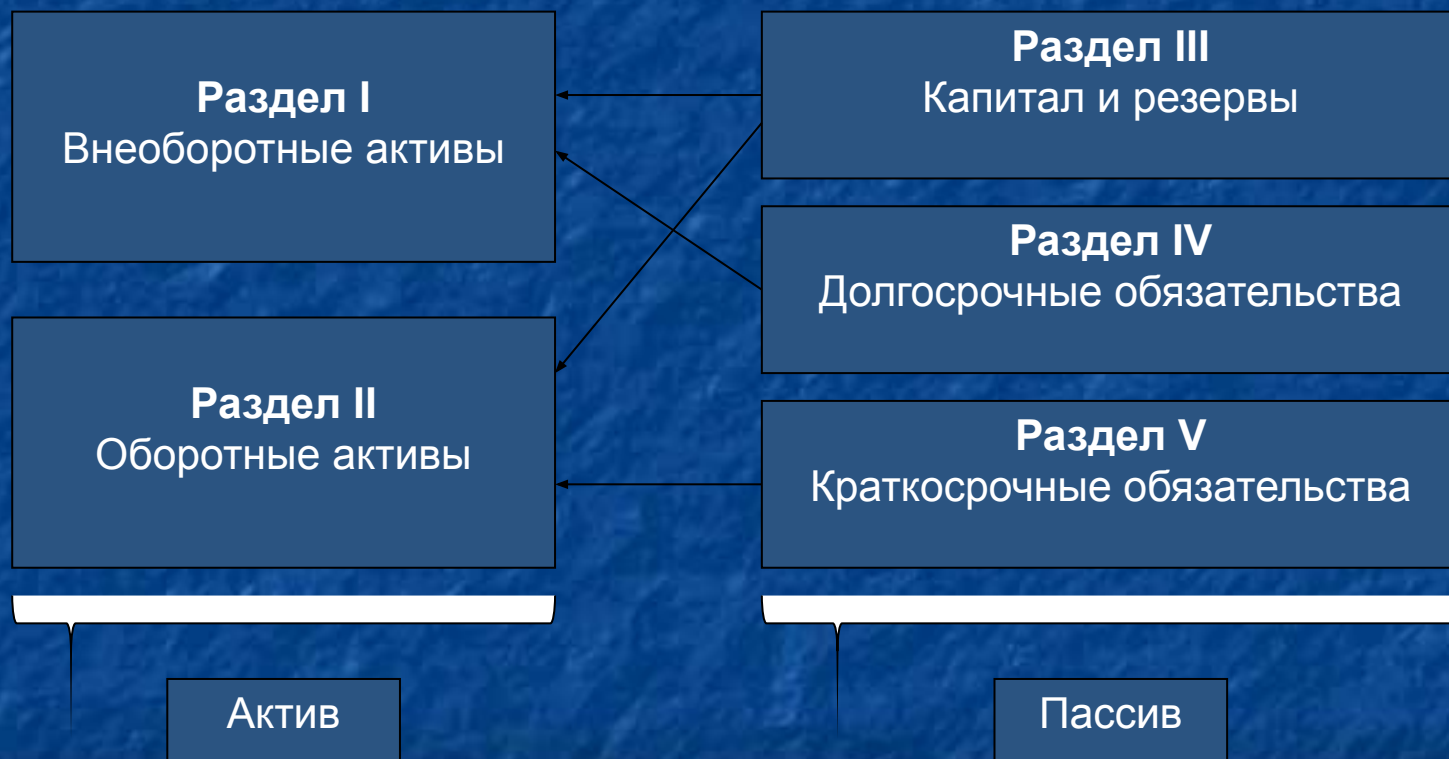 Раздел I
Внеоборотные активы
Раздел II
Оборотные активы
Раздел III
Капитал и резервы
Раздел IV
Долгосрочные обязательства
Раздел V
Краткосрочные обязательства
Актив
Пассив